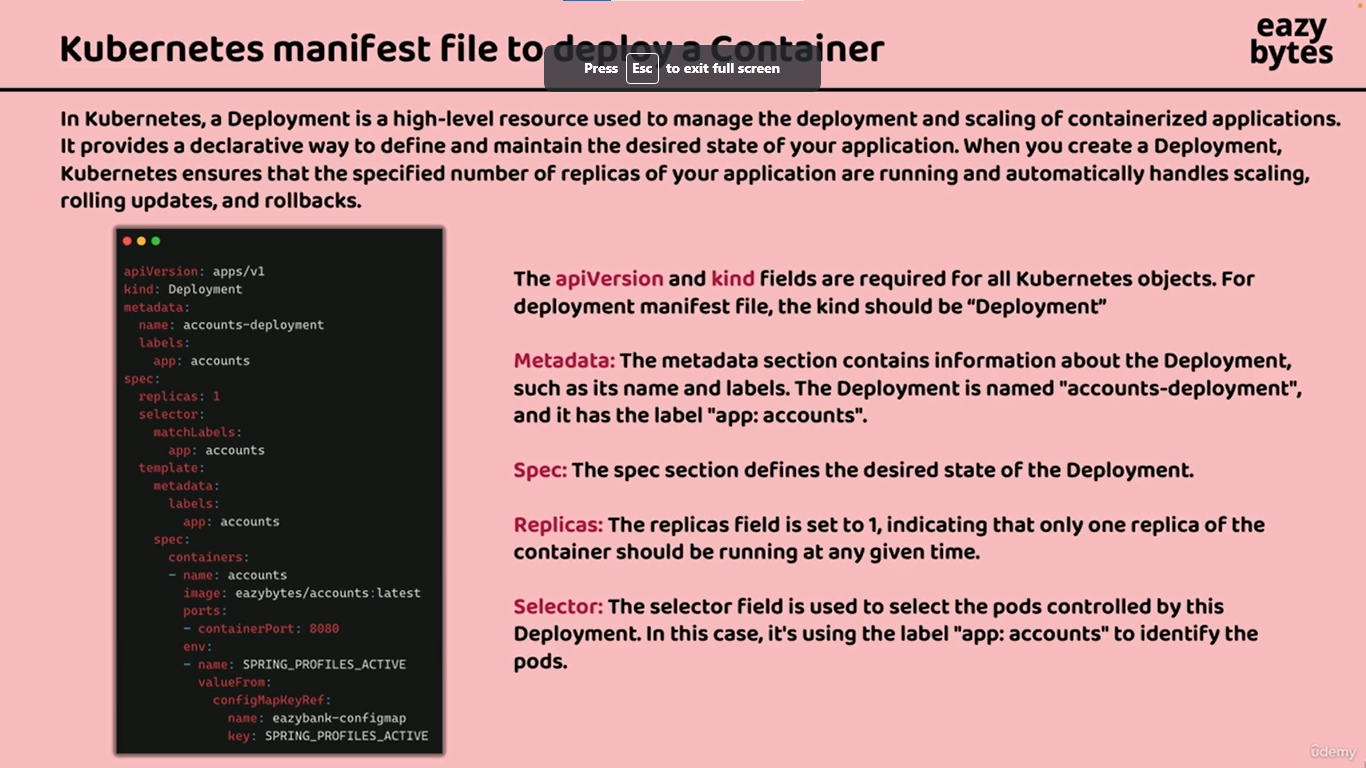 Kubernetes manifest file to deploy a Container
eazy
bytes
Press Esc to exit full screen
In Kubernetes, a Deployment is a high-level resource used to manage the deployment and scaling of containerized applications.
It provides a declarative way to define and maintain the desired state of your application. When you create a Deployment,
Kubernetes ensures that the specified number of replicas of your application are running and automatically handles scaling,
rolling updates, and rollbacks.
apiVersion: apps/v1
kind: Deployment
metadata:
  name: accounts-deployment
  labels:
    app: accounts
spec:
  replicas: 1
  selector:
    matchLabels:
      app: accounts
  template:
    metadata:
      labels:
        app: accounts
    spec:
      containers:
      - name: accounts
        image: eazybytes/accounts:latest
        ports:
        - containerPort: 8080
        env:
        - name: SPRING_PROFILES_ACTIVE
          valueFrom:
            configMapKeyRef:
              name: eazybank-configmap
              key: SPRING_PROFILES_ACTIVE
The apiVersion and kind fields are required for all Kubernetes objects. For
deployment manifest file, the kind should be “Deployment”
Metadata: The metadata section contains information about the Deployment,
such as its name and labels. The Deployment is named "accounts-deployment",
and it has the label "app: accounts".
Spec: The spec section defines the desired state of the Deployment.
Replicas: The replicas field is set to 1, indicating that only one replica of the
container should be running at any given time.
Selector: The selector field is used to select the pods controlled by this
Deployment. In this case, it's using the label "app: accounts" to identify the
pods.
ûdemy